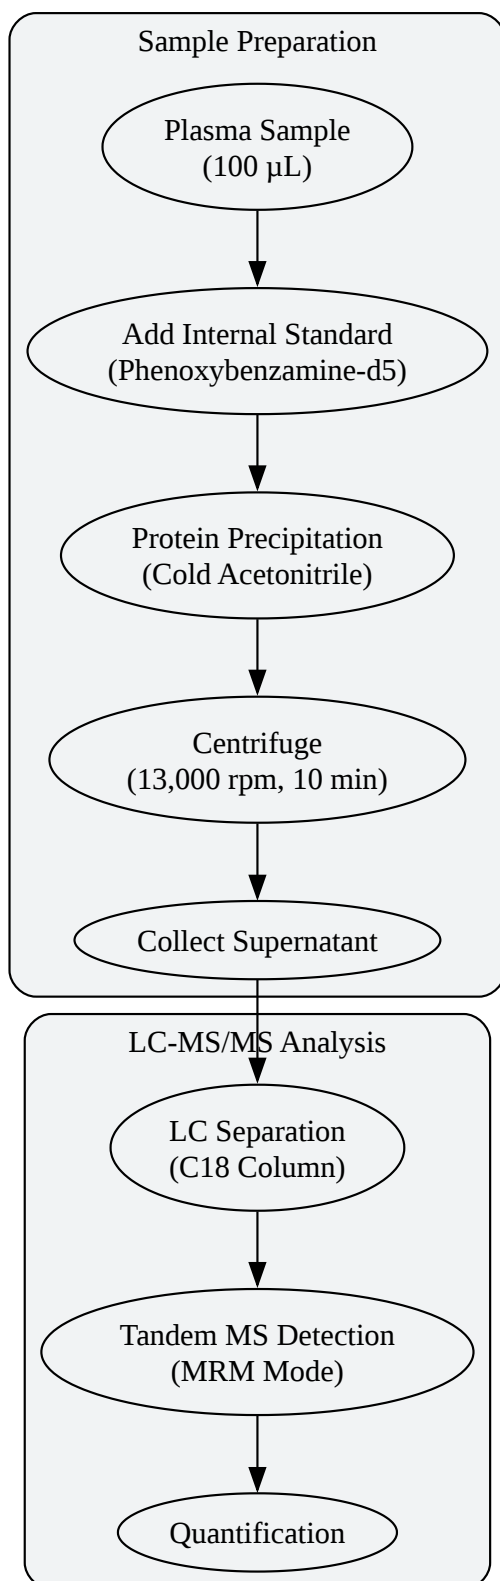 Sample Preparation
Plasma Sample
(100 µL)
Add Internal Standard
(Phenoxybenzamine-d5)
Protein Precipitation
(Cold Acetonitrile)
Centrifuge
(13,000 rpm, 10 min)
Collect Supernatant
LC-MS/MS Analysis
LC Separation
(C18 Column)
Tandem MS Detection
(MRM Mode)
Quantification